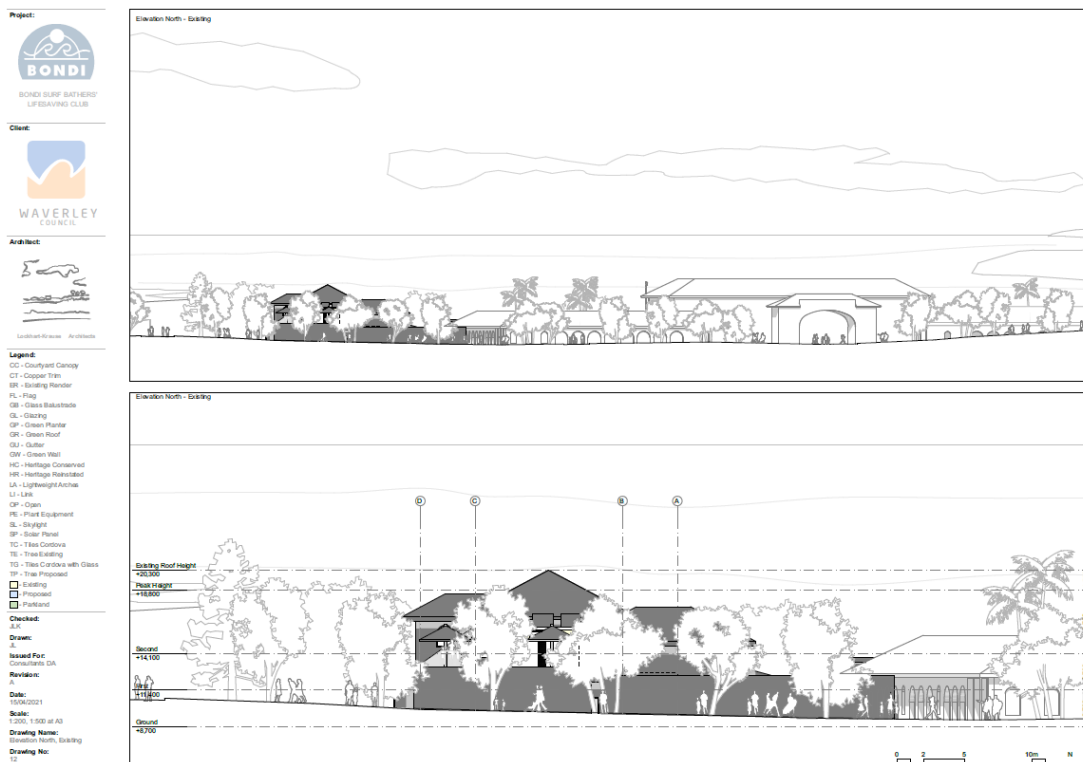 Project:
BONDI
BONDI SURF BATHERS'
LIFESAVING CLUB
Client:
WAVERLEY
COUNCIL
Architect:
Lockhart-Krause Architects
Legend:
CC - Courtyard Canopy
CT - Copper Trim
ER - Existing Render
FL - Flag
GB - Glass Balustrade
GL - Glazing
GP - Green Planter
GR - Green Roof
GU - Gutter
GW - Green Wall
HC - Heritage Conserved
HR - Heritage Reinstated
LA - Lightweight Arches
LI - Link
OP - Open
PE - Plant Equipment
SL - Skylight
SP - Solar Panel
TC - Tiles Cordova
TE - Tree Existing
TG - Tiles Cordova with Glass
TP - Tree Proposed
- Existing
- Proposed
- Parkland
Checked:
JLK
Drawn:
JL
Issued For:
Consultants DA
Revision:
A
Date:
15/04/2021
Scale:
1:200, 1:500 at A3
Drawing Name:
Elevation North, Existing
Drawing No:
12
Elevation North - Existing
Elevation North - Existing
D C B A
Existing Roof Height
+20,300
Peak Height
+18,800
Second
+14,100
First
+11,400
Ground
+8,700
0 2 5 10m N